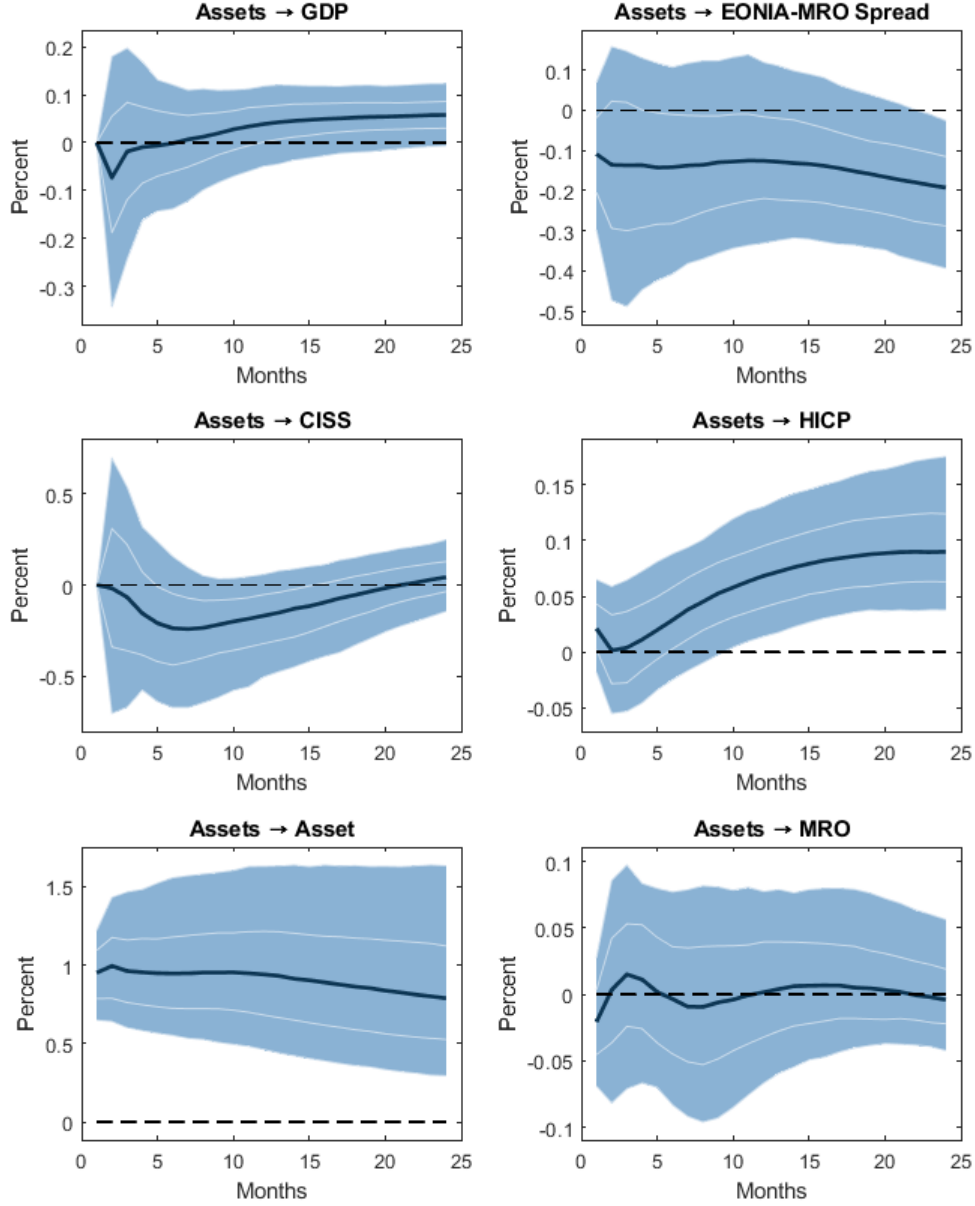 Assets → GDP
Percent
0.2
0.1
0
-0.1
-0.2
-0.3
0 5 10 15 20 25
Months
Assets → EONIA-MRO Spread
Percent
0.1
0
-0.1
-0.2
-0.3
-0.4
-0.5
0 5 10 15 20 25
Months
Assets → CISS
Percent
0.5
0
-0.5
0 5 10 15 20 25
Months
Assets → HICP
Percent
0.15
0.1
0.05
0
-0.05
0 5 10 15 20 25
Months
Assets → Asset
Percent
1.5
1
0.5
0
0 5 10 15 20 25
Months
Assets → MRO
Percent
0.1
0.05
0
-0.05
-0.1
0 5 10 15 20 25
Months